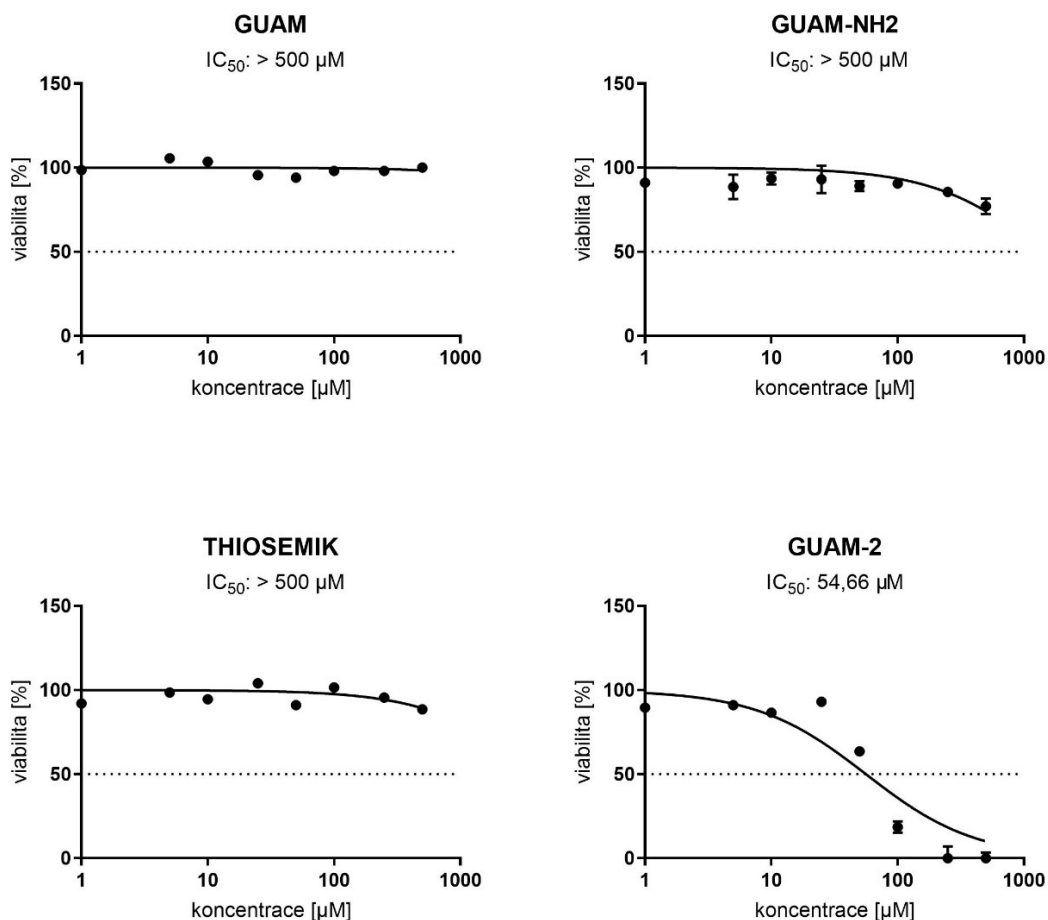 GUAM
IC50: > 500 µM
150
100
50
0
viabilita [%]
1 10 100 1000
koncentrace [µM]
GUAM-NH2
IC50: > 500 µM
150
100
50
0
viabilita [%]
1 10 100 1000
koncentrace [µM]
THIOSEMIK
IC50: > 500 µM
150
100
50
0
viabilita [%]
1 10 100 1000
koncentrace [µM]
GUAM-2
IC50: 54,66 µM
150
100
50
0
viabilita [%]
1 10 100 1000
koncentrace [µM]